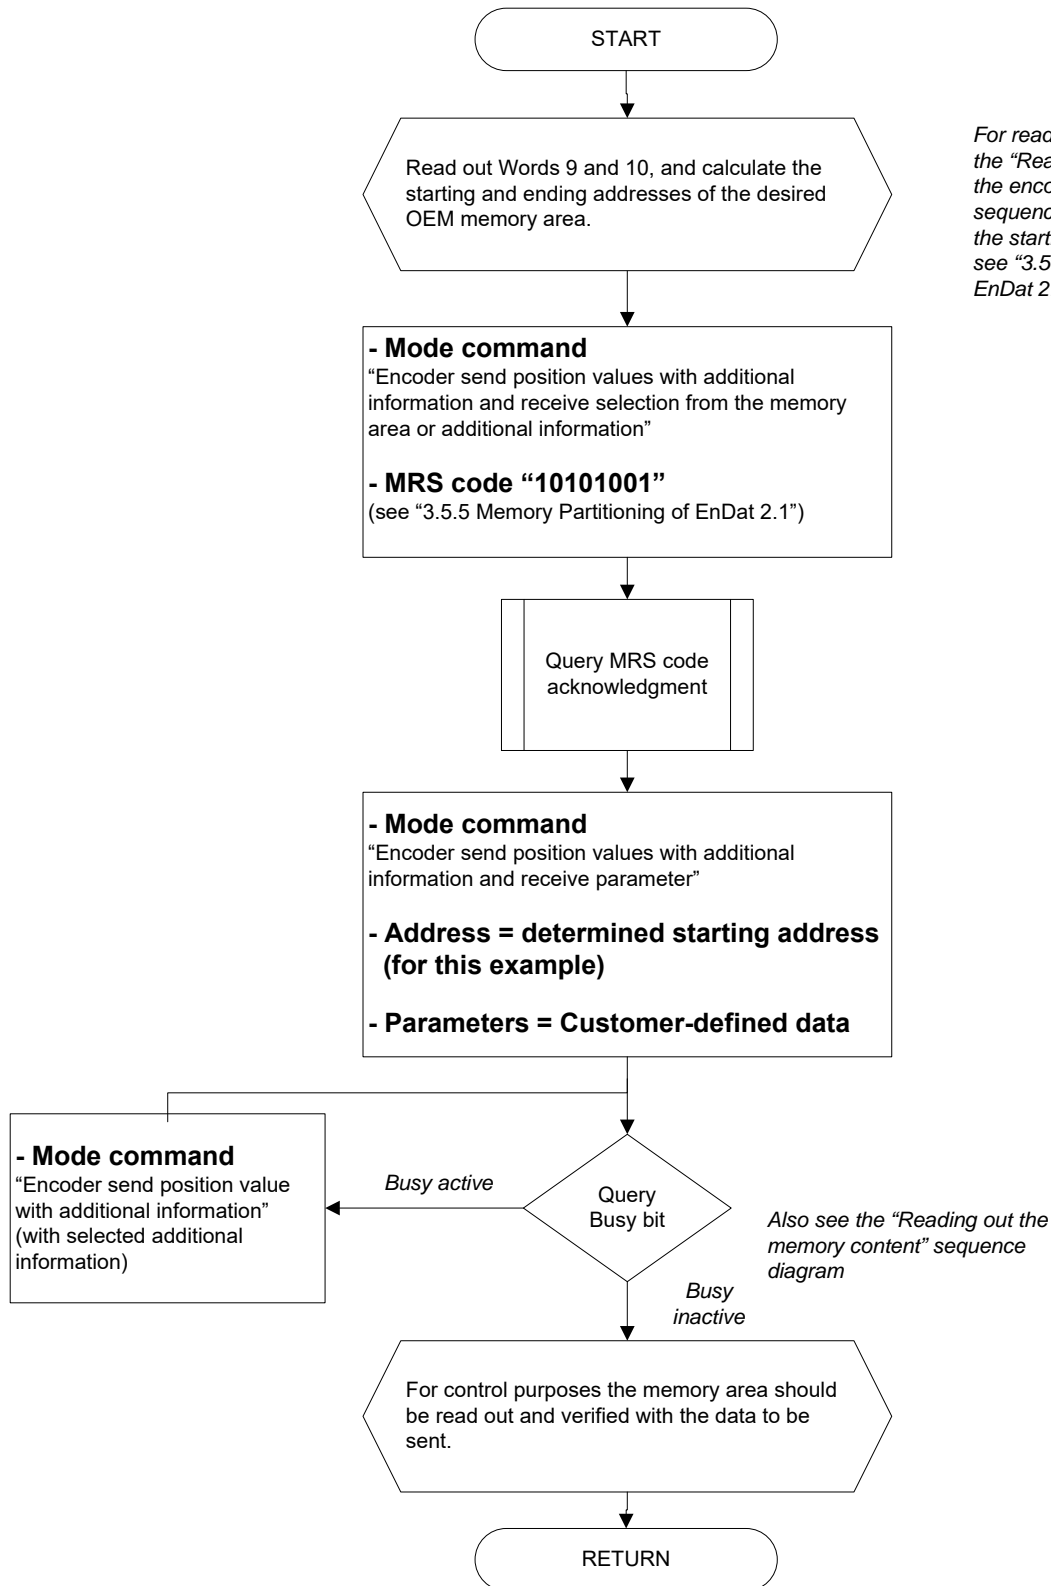 START
For read
the “Rea
the enco
sequenc
the start
see “3.5
EnDat 2
Read out Words 9 and 10, and calculate the
starting and ending addresses of the desired
OEM memory area.
- Mode command
“Encoder send position values with additional
information and receive selection from the memory
area or additional information”
- MRS code “10101001”
(see “3.5.5 Memory Partitioning of EnDat 2.1”)
Query MRS code
acknowledgment
- Mode command
“Encoder send position values with additional
information and receive parameter”
- Address = determined starting address
(for this example)
- Parameters = Customer-defined data
- Mode command
“Encoder send position value
with additional information”
(with selected additional
information)
Busy active
Query
Busy bit
Also see the “Reading out the
memory content” sequence
diagram
Busy
inactive
For control purposes the memory area should
be read out and verified with the data to be
sent.
RETURN